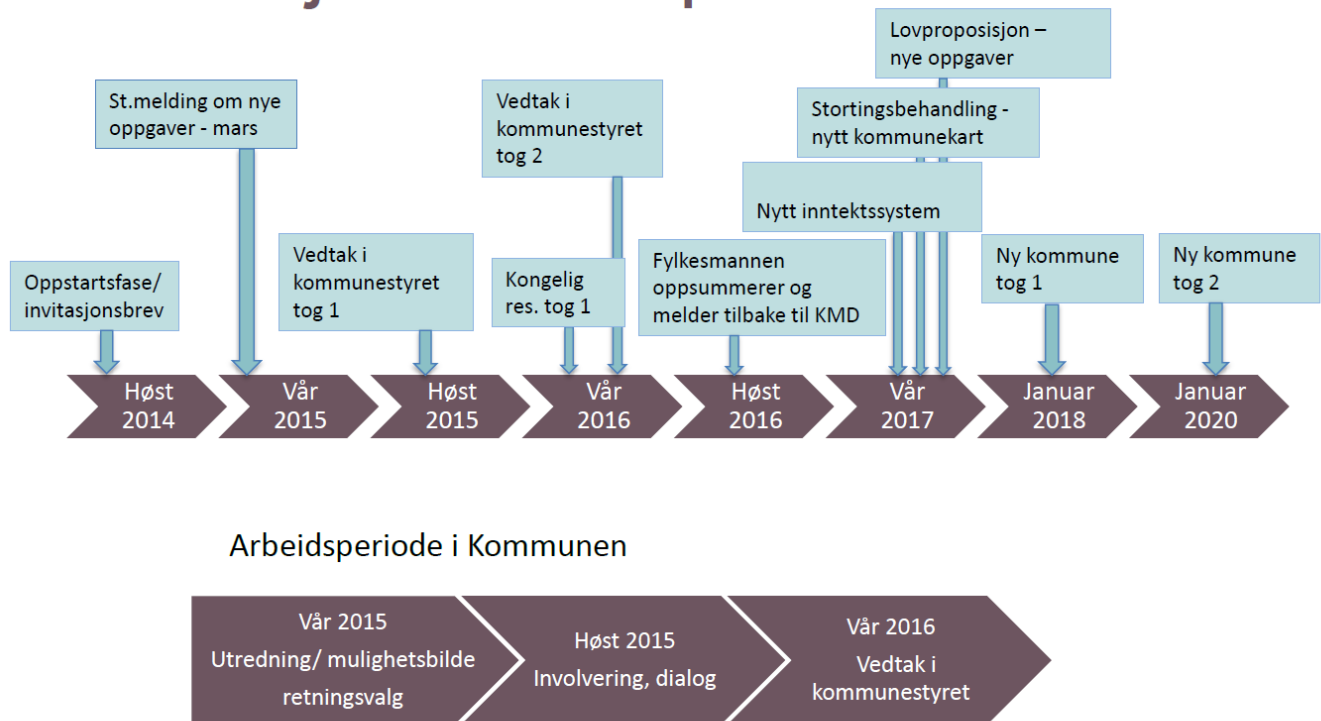 Lovproposisjon –
nye oppgaver
St.melding om nye
oppgaver - mars
Vedtak i
kommunestyret
tog 2
Stortingsbehandling -
nytt kommunekart
Nytt inntektssystem
Oppstartsfase/
invitasjonsbrev
Vedtak i
kommunestyret
tog 1
Kongelig
res. tog 1
Fylkesmannen
oppsummerer og
melder tilbake til KMD
Ny kommune
tog 1
Ny kommune
tog 2
Høst
2014
Vår
2015
Høst
2015
Vår
2016
Høst
2016
Vår
2017
Januar
2018
Januar
2020
Arbeidsperiode i Kommunen
Vår 2015
Utredning/ mulighetsbilde
retningsvalg
Høst 2015
Involvering, dialog
Vår 2016
Vedtak i
kommunestyret